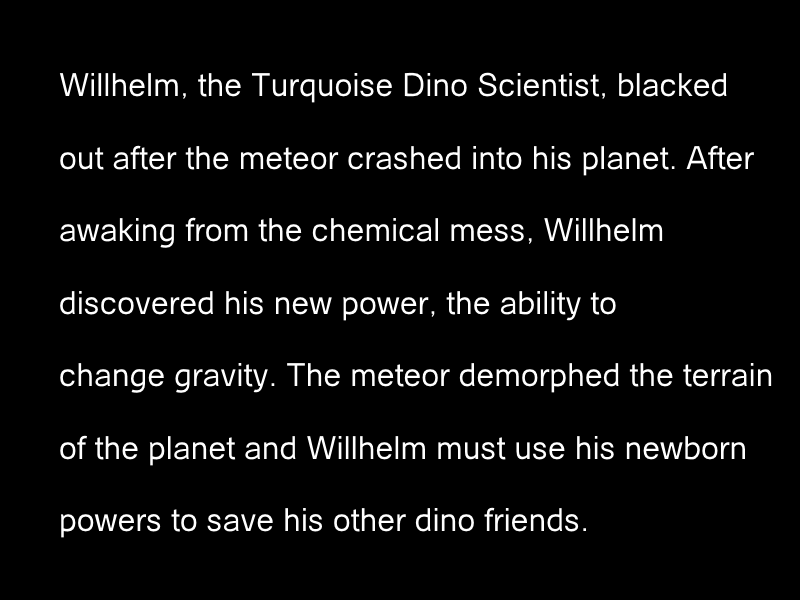 Willhelm, the Turquoise Dino Scientist, blacked
out after the meteor crashed into his planet. After
awaking from the chemical mess, Willhelm
discovered his new power, the ability to
change gravity. The meteor demorphed the terrain
of the planet and Willhelm must use his newborn
powers to save his other dino friends.